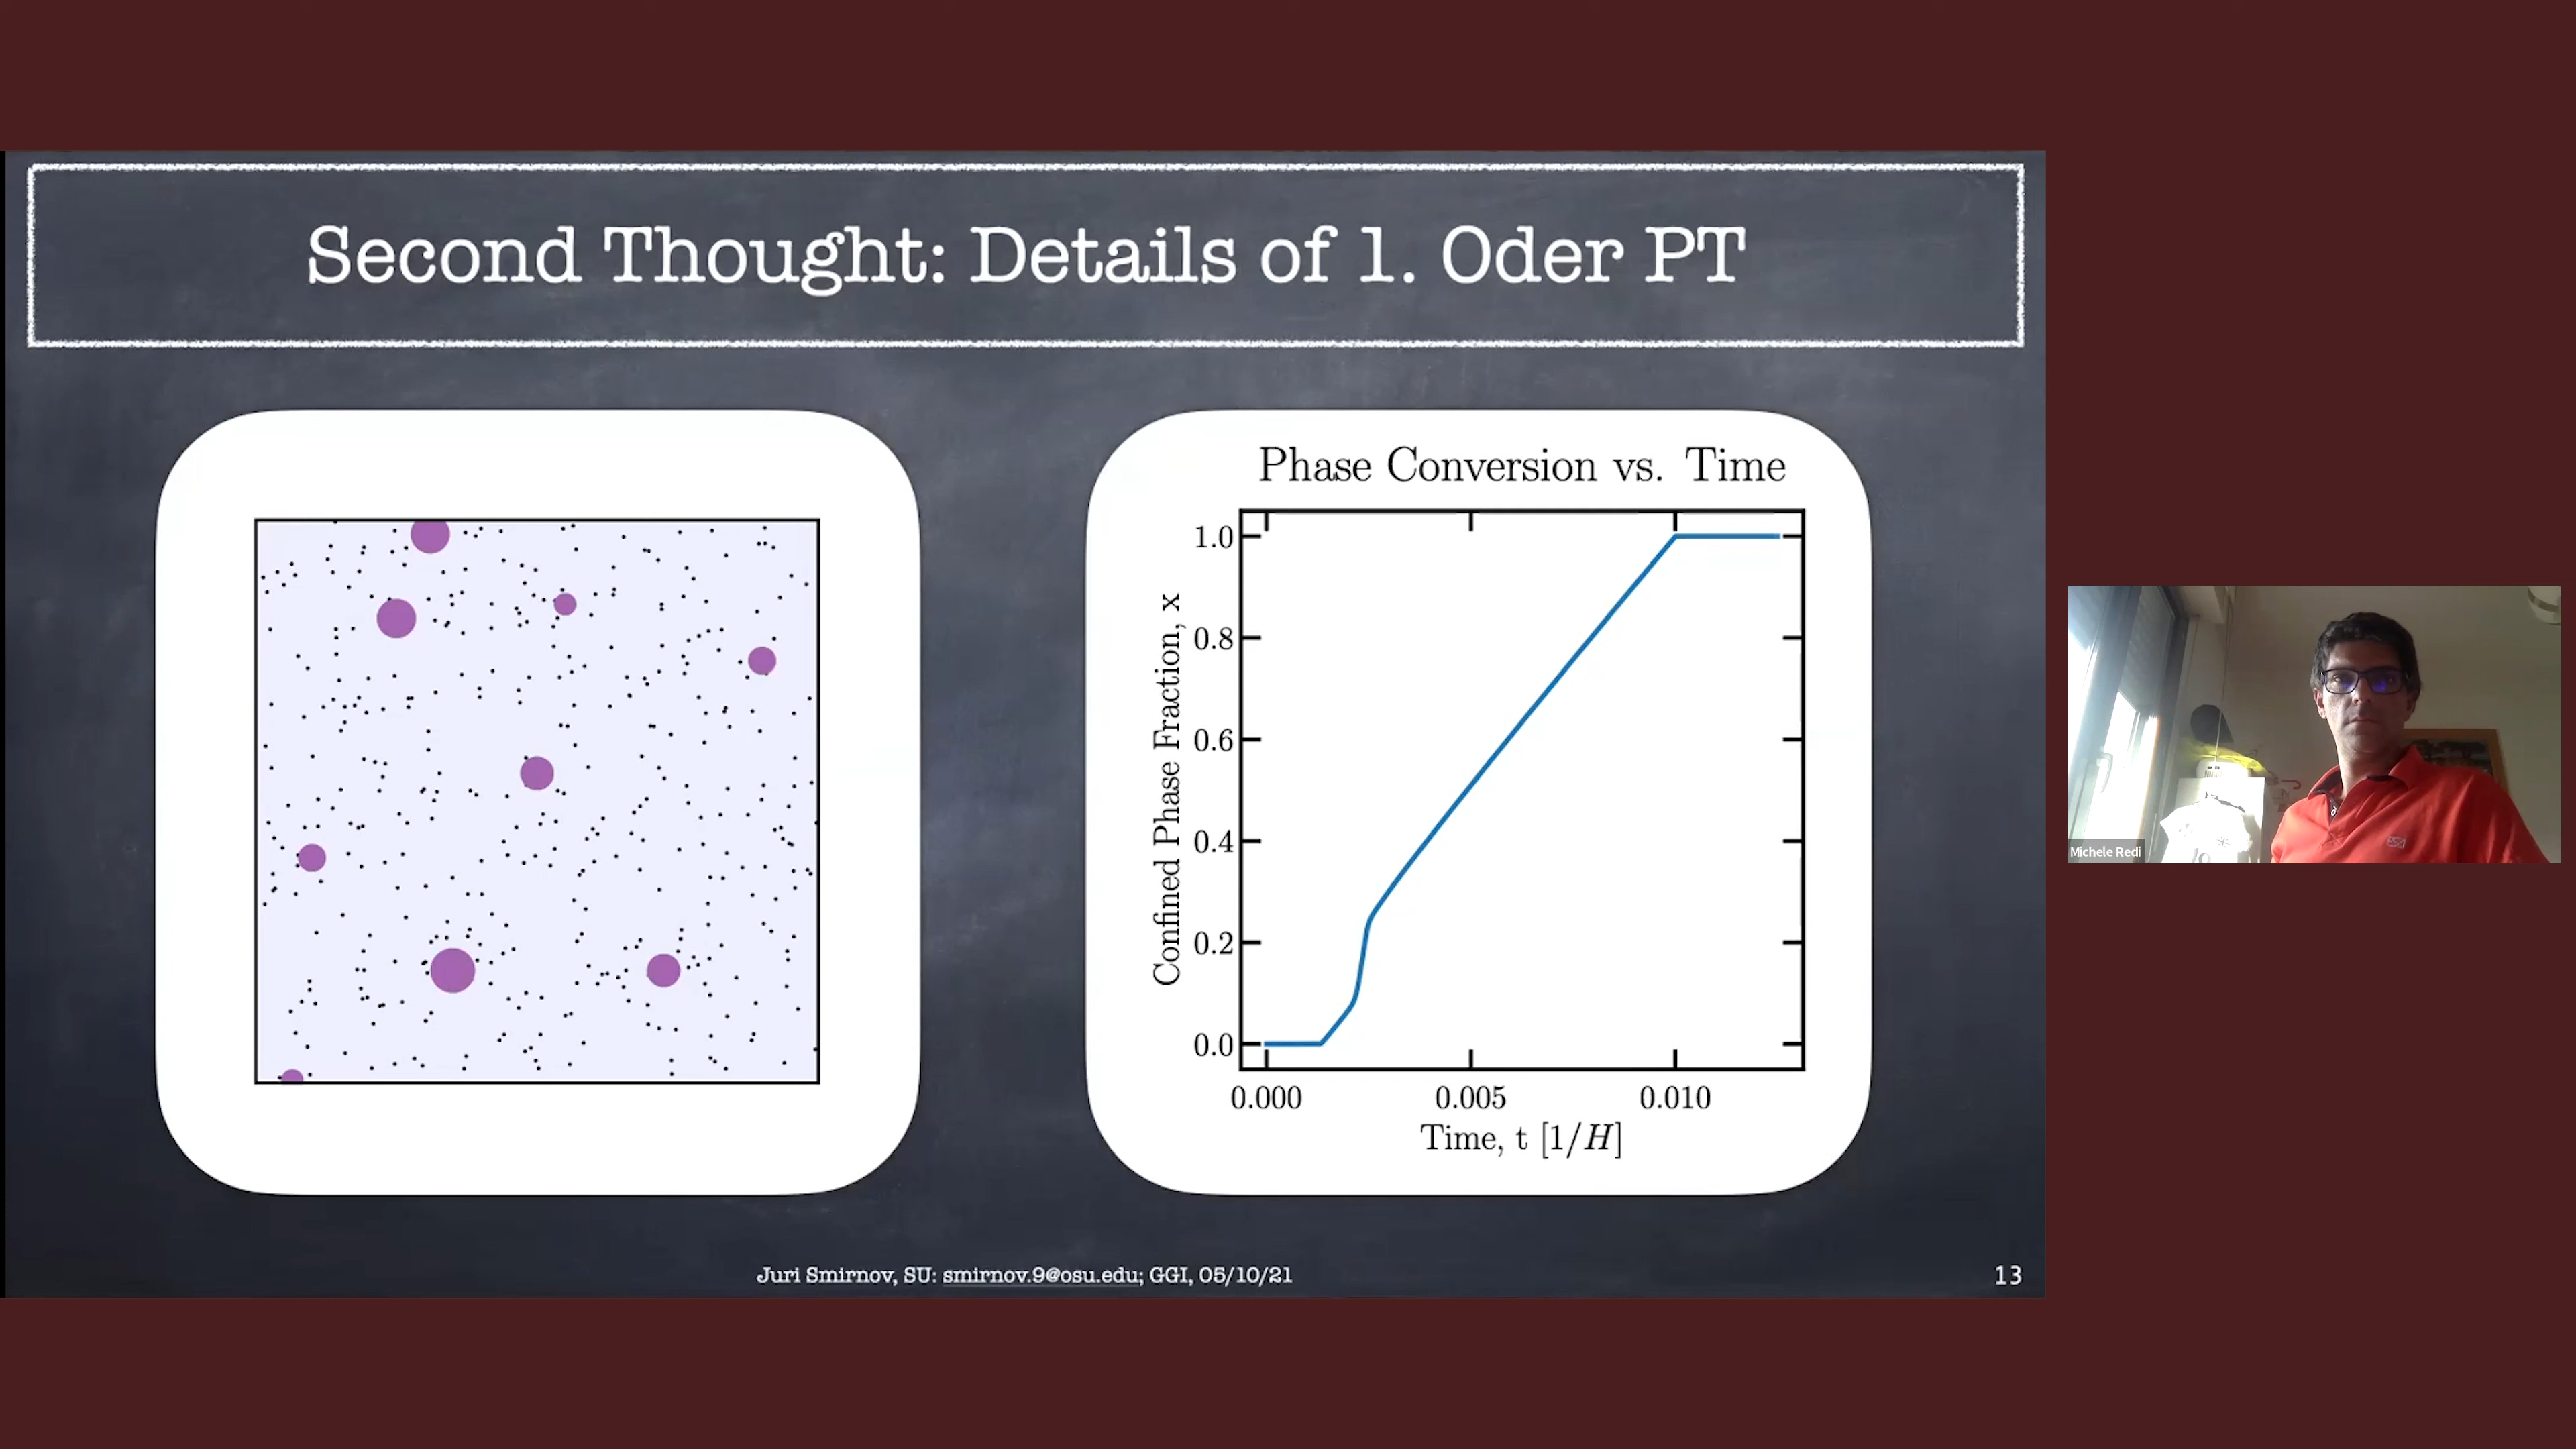 Second Thought: Details of 1. Oder PT
Phase Conversion vs. Time
Confined Phase Fraction, x
1.0
0.8
0.6
0.4
0.2
0.0
0.000 0.005 0.010
Time, t [1/H]
Michele Redi
Juri Smirnov, SU: smirnov.9@osu.edu; GGI, 05/10/21
13